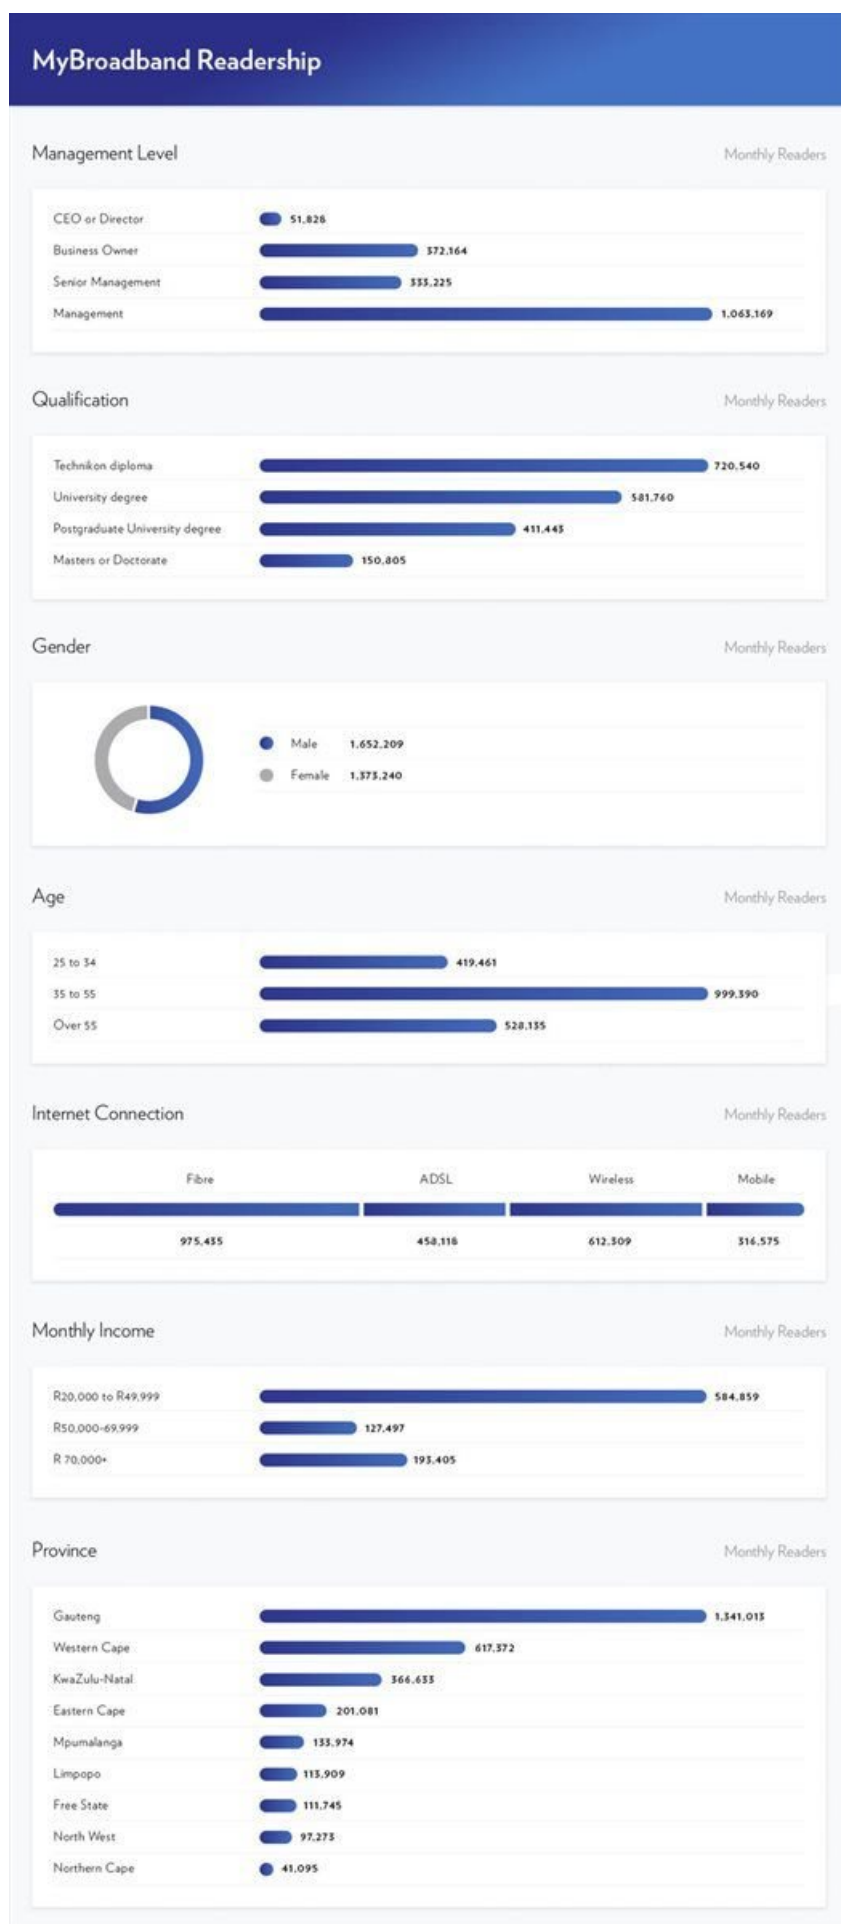 MyBroadband Readership
Management Level Monthly Readers
CEO or Director 51,828
Business Owner 372,164
Senior Management 333,225
Management 1,063,169
Qualification Monthly Readers
Technikon diploma 720,540
University degree 581,760
Postgraduate University degree 411,443
Masters or Doctorate 150,805
Gender Monthly Readers
Male 1,652,209
Female 1,373,240
Age Monthly Readers
25 to 34 419,461
35 to 55 999,390
Over 55 528,135
Internet Connection Monthly Readers
Fibre ADSL Wireless Mobile
975,435 458,118 612,309 316,575
Monthly Income Monthly Readers
R20,000 to R49,999 584,859
R50,000-69,999 127,497
R 70,000+ 193,405
Province Monthly Readers
Gauteng 1,341,013
Western Cape 617,372
KwaZulu-Natal 366,633
Eastern Cape 201,081
Mpumalanga 133,974
Limpopo 113,909
Free State 111,745
North West 97,273
Northern Cape 41,095